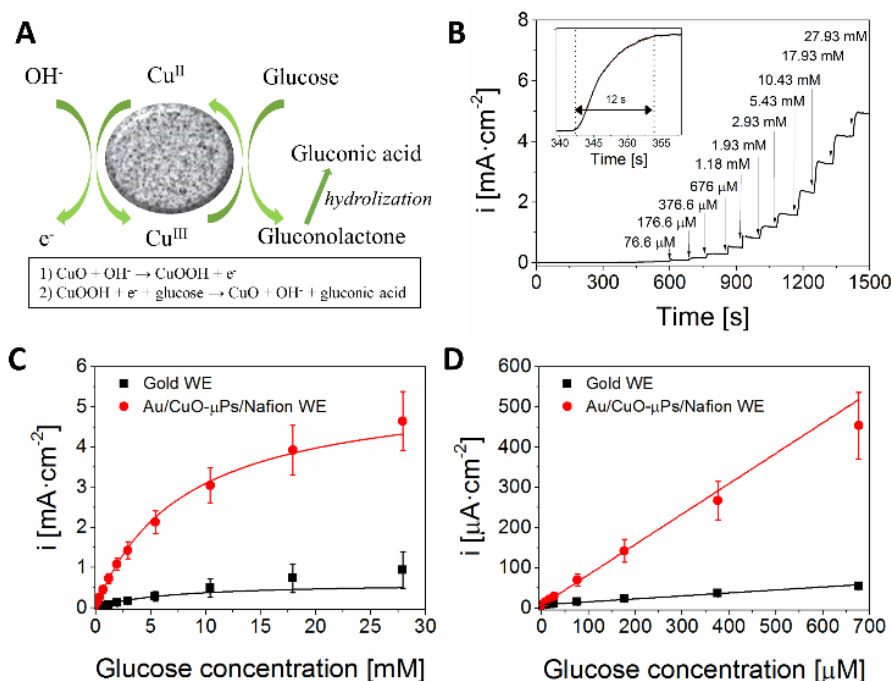 A
OH⁻ Cuᴵᴵ Glucose
Gluconic acid
hydrolization
e⁻ Cuᴵᴵᴵ Gluconolactone
1) CuO + OH⁻ → CuOOH + e⁻
2) CuOOH + e⁻ + glucose → CuO + OH⁻ + gluconic acid
B
i [mA·cm⁻²]
8
6
4
2
0
0 300 600 900 1200 1500
Time [s]
12 s
340 345 350 355
Time [s]
27.93 mM
17.93 mM
10.43 mM
5.43 mM
2.93 mM
1.93 mM
1.18 mM
676 µM
376.6 µM
176.6 µM
76.6 µM
C
i [mA·cm⁻²]
6
5
4
3
2
1
0
Gold WE
Au/CuO-µPs/Nafion WE
0 5 10 15 20 25 30
Glucose concentration [mM]
D
i [µA·cm⁻²]
600
500
400
300
200
100
0
Gold WE
Au/CuO-µPs/Nafion WE
0 100 200 300 400 500 600 700
Glucose concentration [µM]